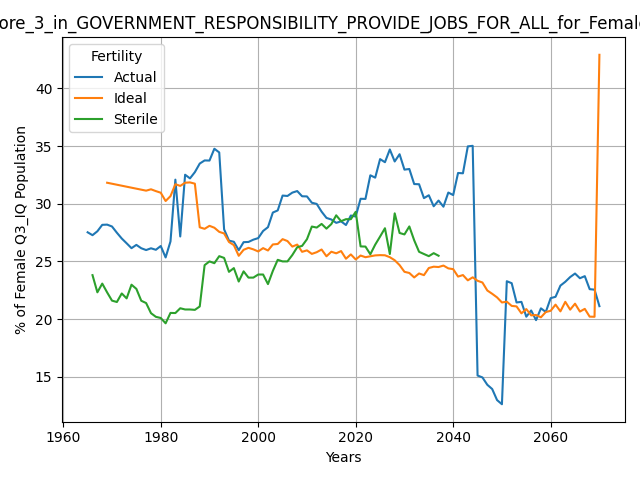 ore_3_in_GOVERNMENT_RESPONSIBILITY_PROVIDE_JOBS_FOR_ALL_for_Female
Fertility
Actual
Ideal
Sterile
% of Female Q3_IQ Population
40
35
30
25
20
15
1960 1980 2000 2020 2040 2060
Years